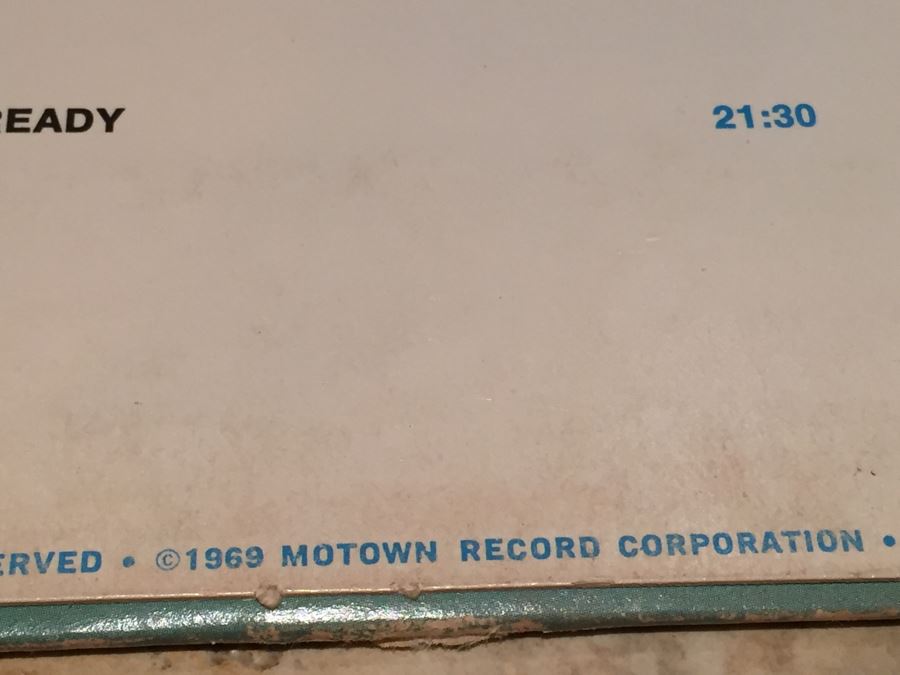 READY 21:30
ERVED • ©1969 MOTOWN RECORD CORPORATION •